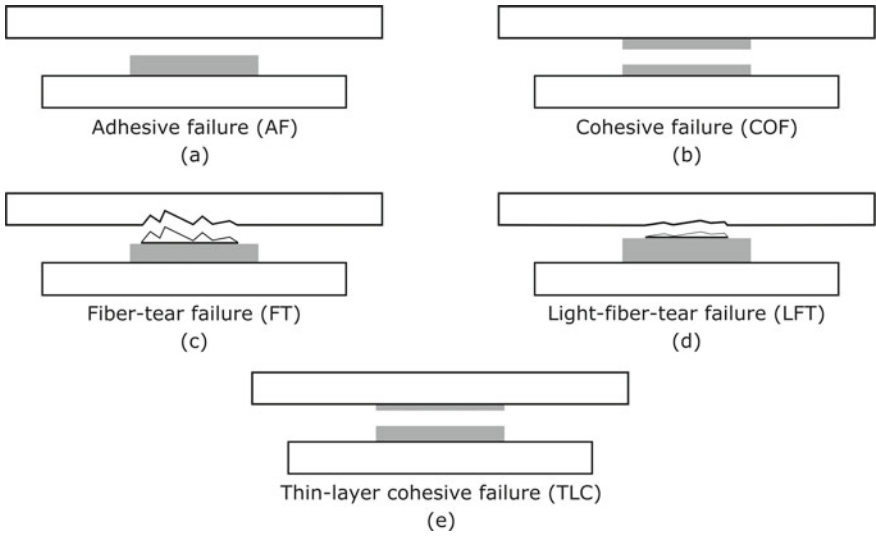 Adhesive failure (AF)
(a)
Cohesive failure (COF)
(b)
Fiber-tear failure (FT)
(c)
Light-fiber-tear failure (LFT)
(d)
Thin-layer cohesive failure (TLC)
(e)